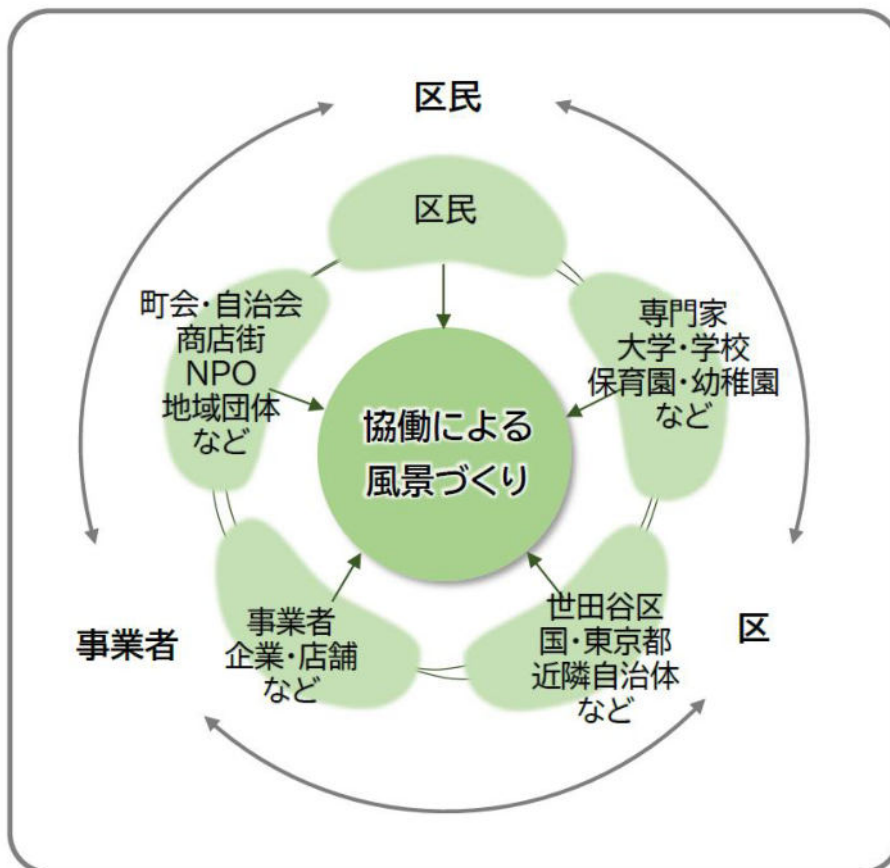 区民
区民
町会・自治会
商店街
NPO
地域団体
など
専門家
大学・学校
保育園・幼稚園
など
協働による
風景づくり
事業者
企業・店舗
など
世田谷区
国・東京都
近隣自治体
など
事業者
区